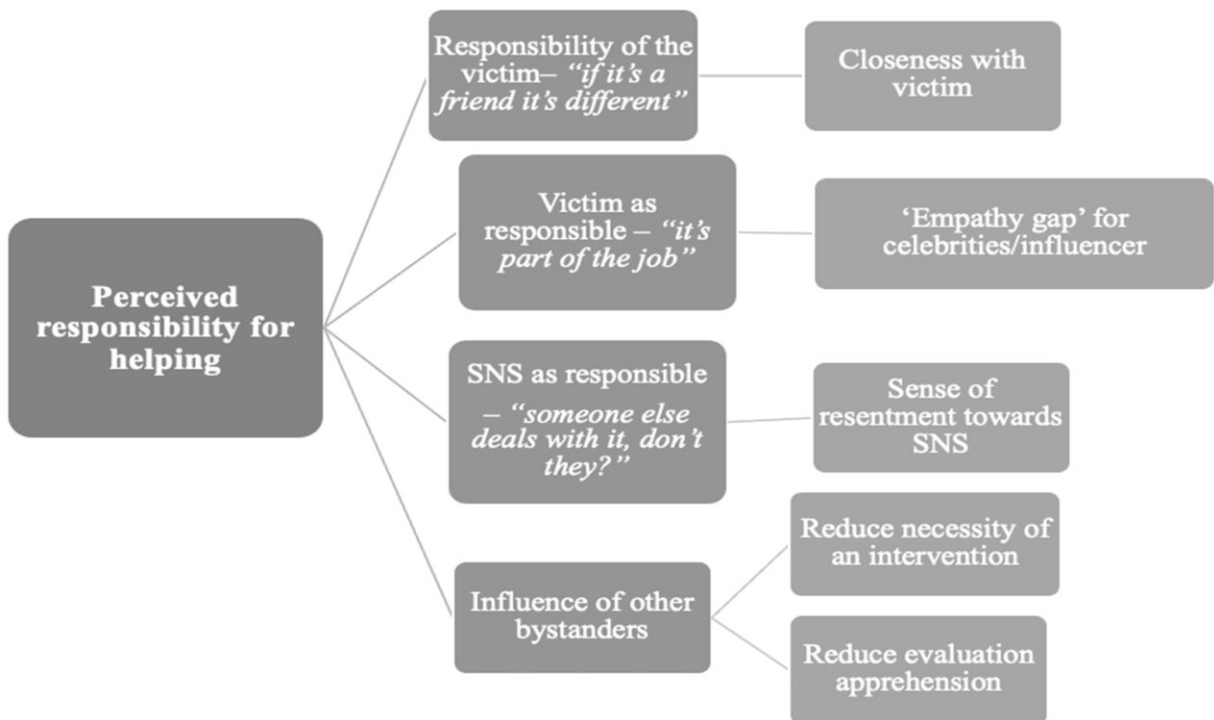 Perceived
responsibility for
helping
Responsibility of the
victim– “if it’s a
friend it’s different”
Closeness with
victim
Victim as
responsible – “it’s
part of the job”
‘Empathy gap’ for
celebrities/influencer
SNS as responsible
– “someone else
deals with it, don’t
they?”
Sense of
resentment towards
SNS
Influence of other
bystanders
Reduce necessity of
an intervention
Reduce evaluation
apprehension